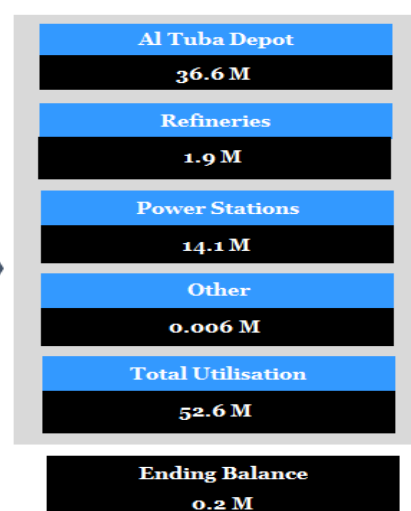 Al Tuba Depot
36.6 M
Refineries
1.9 M
Power Stations
14.1 M
Other
0.006 M
Total Utilisation
52.6 M
Ending Balance
0.2 M